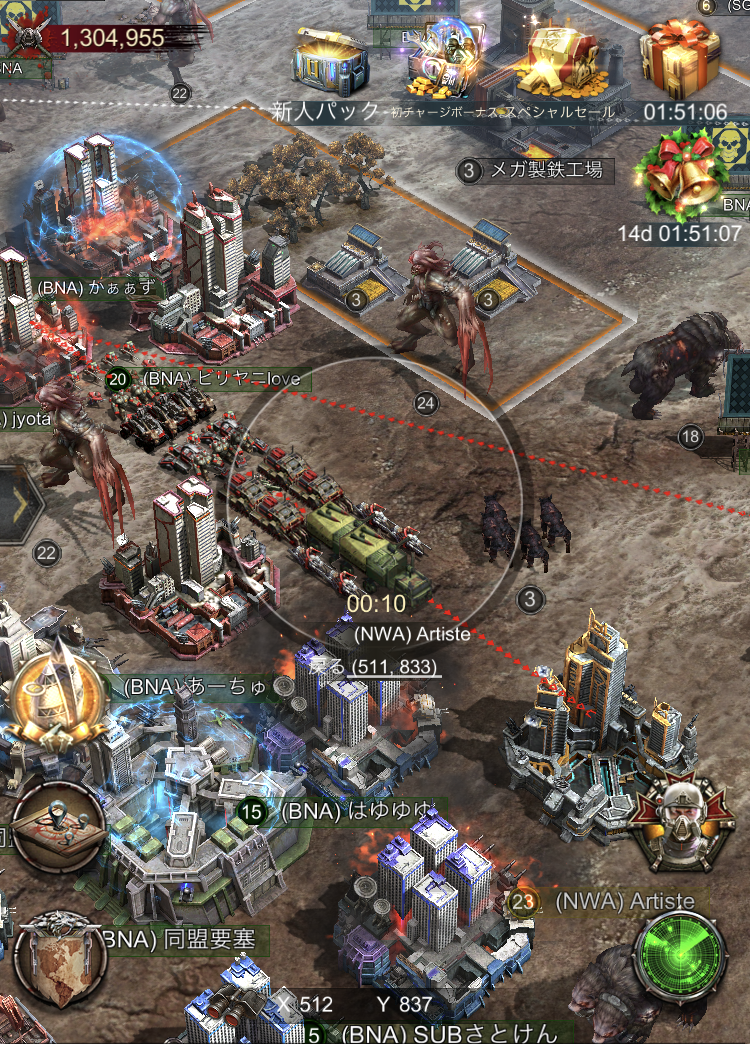 1,304,955
6
BNA
22
新人パック
初チャージボーナス
スペシャルセール
01:51:06
3 メガ製鉄工場
BNA
14d 01:51:07
(BNA) かぁぁず
3
3
20 (BNA) ビリヤニlove
24
) jyota
18
22
3
00:10
(NWA) Artiste
戻る (511, 833)
(BNA) あーちゅ
15 (BNA) はゆゆゆ
23 (NWA) Artiste
BNA) 同盟要塞
X 512 Y 837
5 (BNA) SUBさとけん